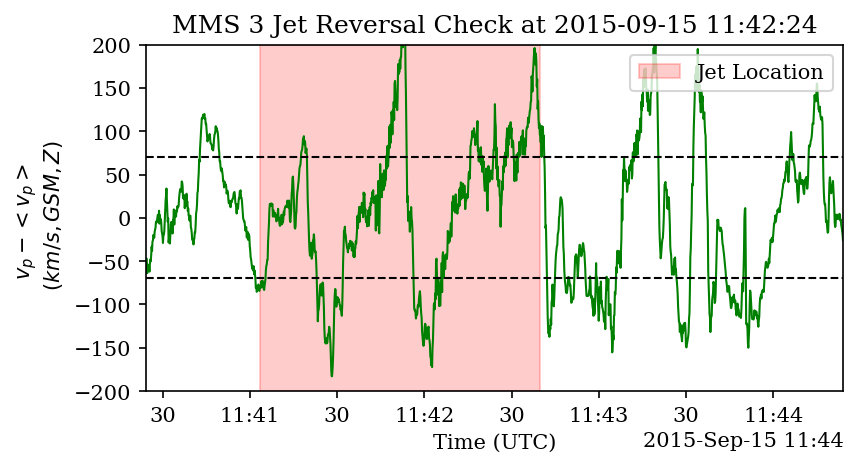 MMS 3 Jet Reversal Check at 2015-09-15 11:42:24
Jet Location
v_p − < v_p >
(km/s, GSM, Z)
200
150
100
50
0
−50
−100
−150
−200
30
11:41
30
11:42
30
11:43
30
11:44
Time (UTC)
2015-Sep-15 11:44